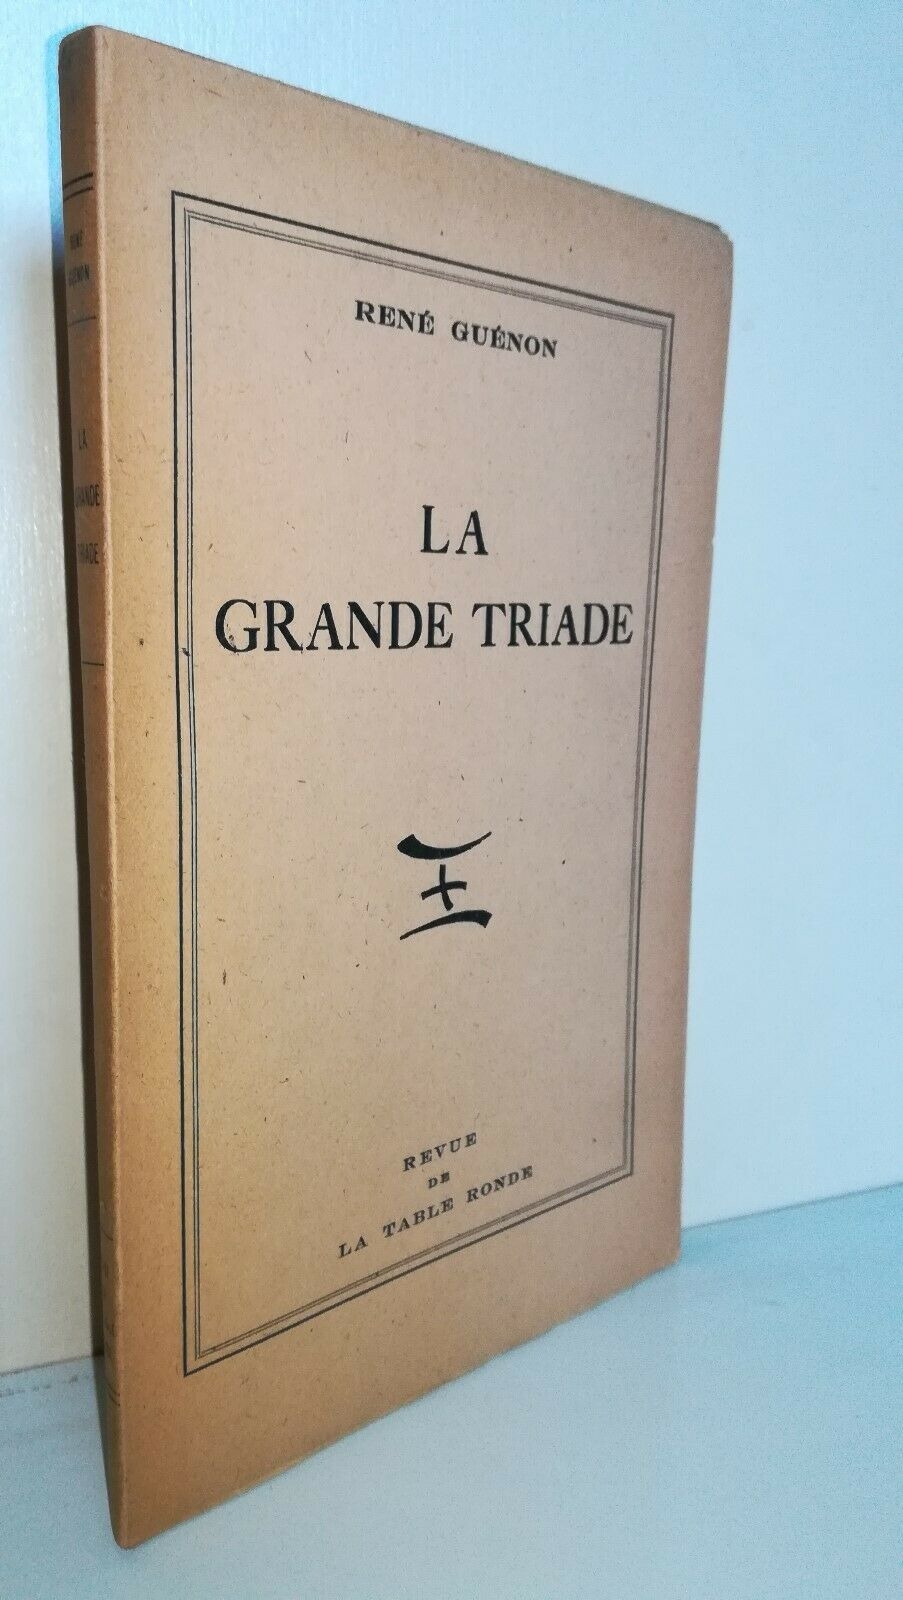 RENÉ GUÉNON
LA
GRANDE TRIADE
REVUE
DE
LA TABLE RONDE
RENÉ
GUÉNON
LA
GRANDE
TRIADE